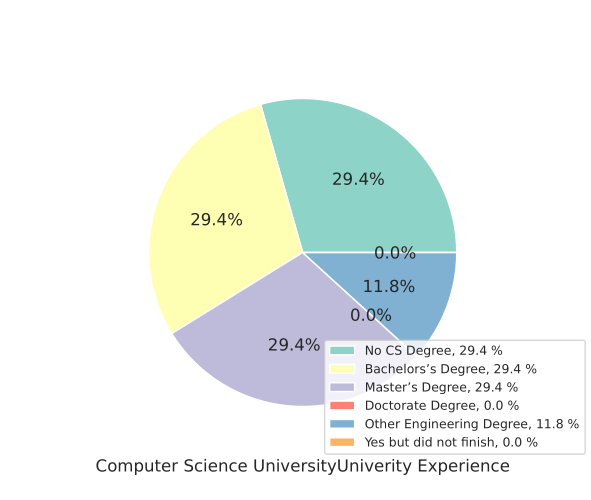 29.4%
29.4%
0.0%
11.8%
0.0%
29.4%
No CS Degree, 29.4 %
Bachelors’s Degree, 29.4 %
Master’s Degree, 29.4 %
Doctorate Degree, 0.0 %
Other Engineering Degree, 11.8 %
Yes but did not finish, 0.0 %
Computer Science UniversityUniverity Experience